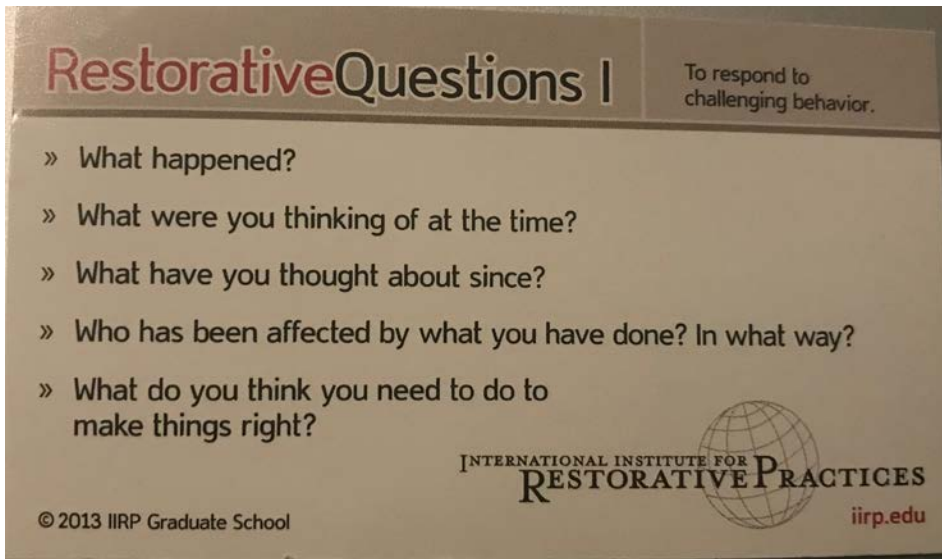 RestorativeQuestions I
To respond to
challenging behavior.
» What happened?
» What were you thinking of at the time?
» What have you thought about since?
» Who has been affected by what you have done? In what way?
» What do you think you need to do to
make things right?
INTERNATIONAL INSTITUTE FOR
RESTORATIVE PRACTICES
© 2013 IIRP Graduate School
iirp.edu